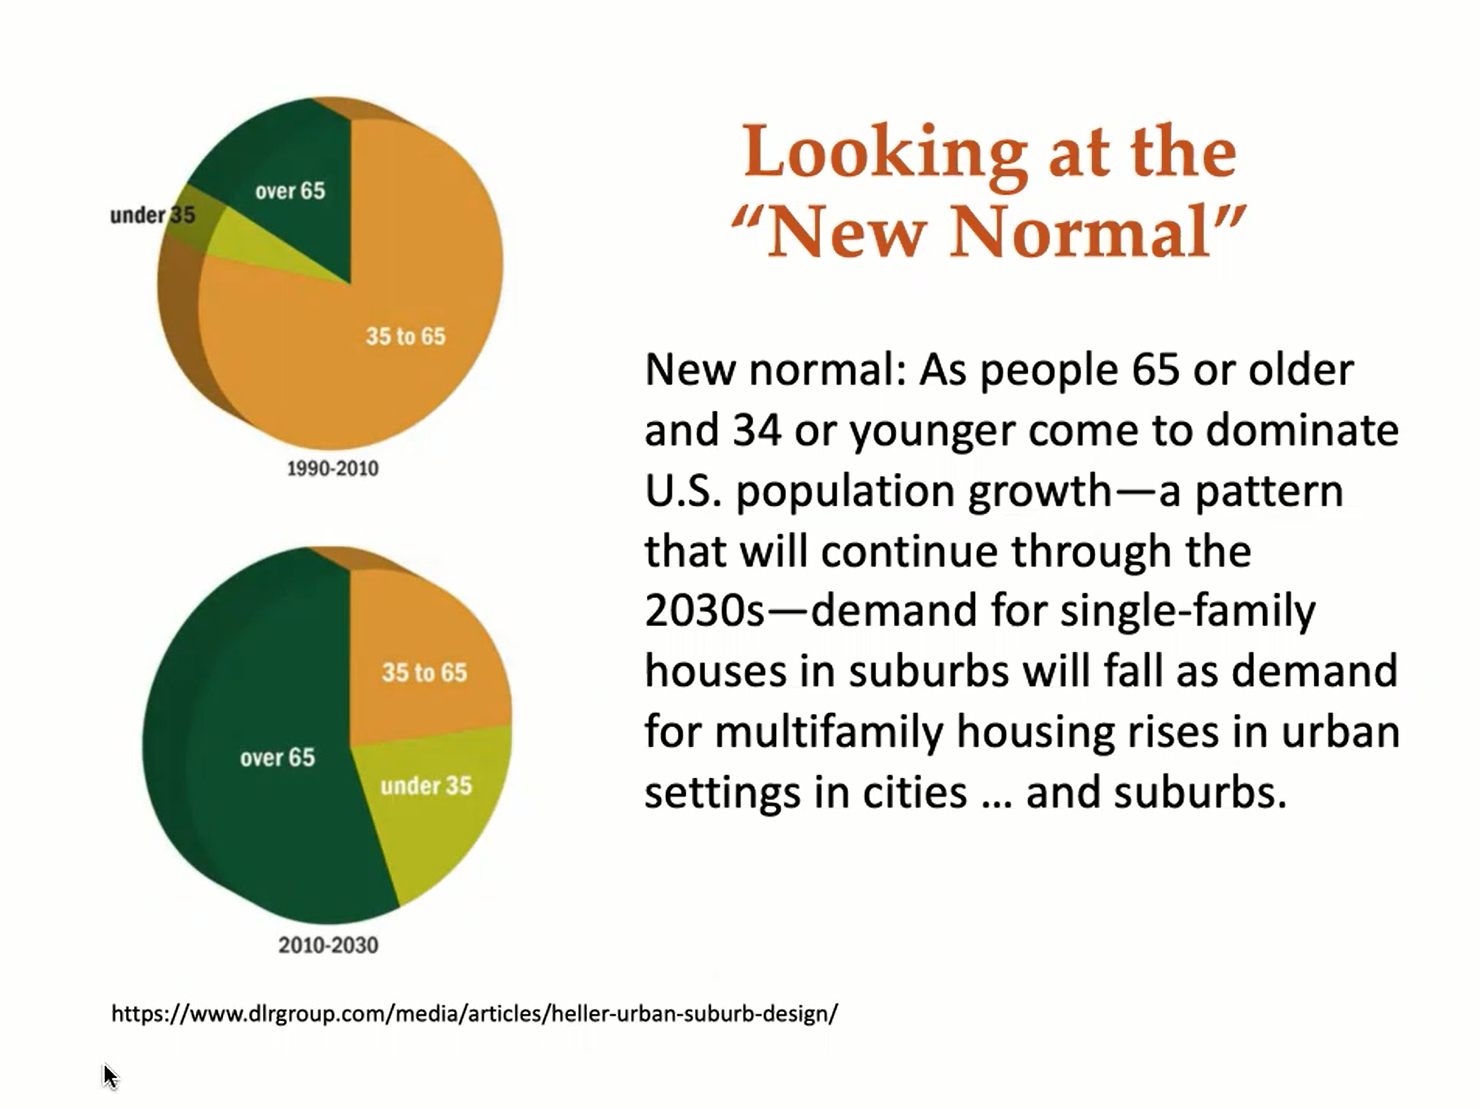 Looking at the
“New Normal”
over 65
under 35
35 to 65
1990-2010
35 to 65
over 65
under 35
2010-2030
New normal: As people 65 or older
and 34 or younger come to dominate
U.S. population growth—a pattern
that will continue through the
2030s—demand for single-family
houses in suburbs will fall as demand
for multifamily housing rises in urban
settings in cities ... and suburbs.
https://www.dlrgroup.com/media/articles/heller-urban-suburb-design/